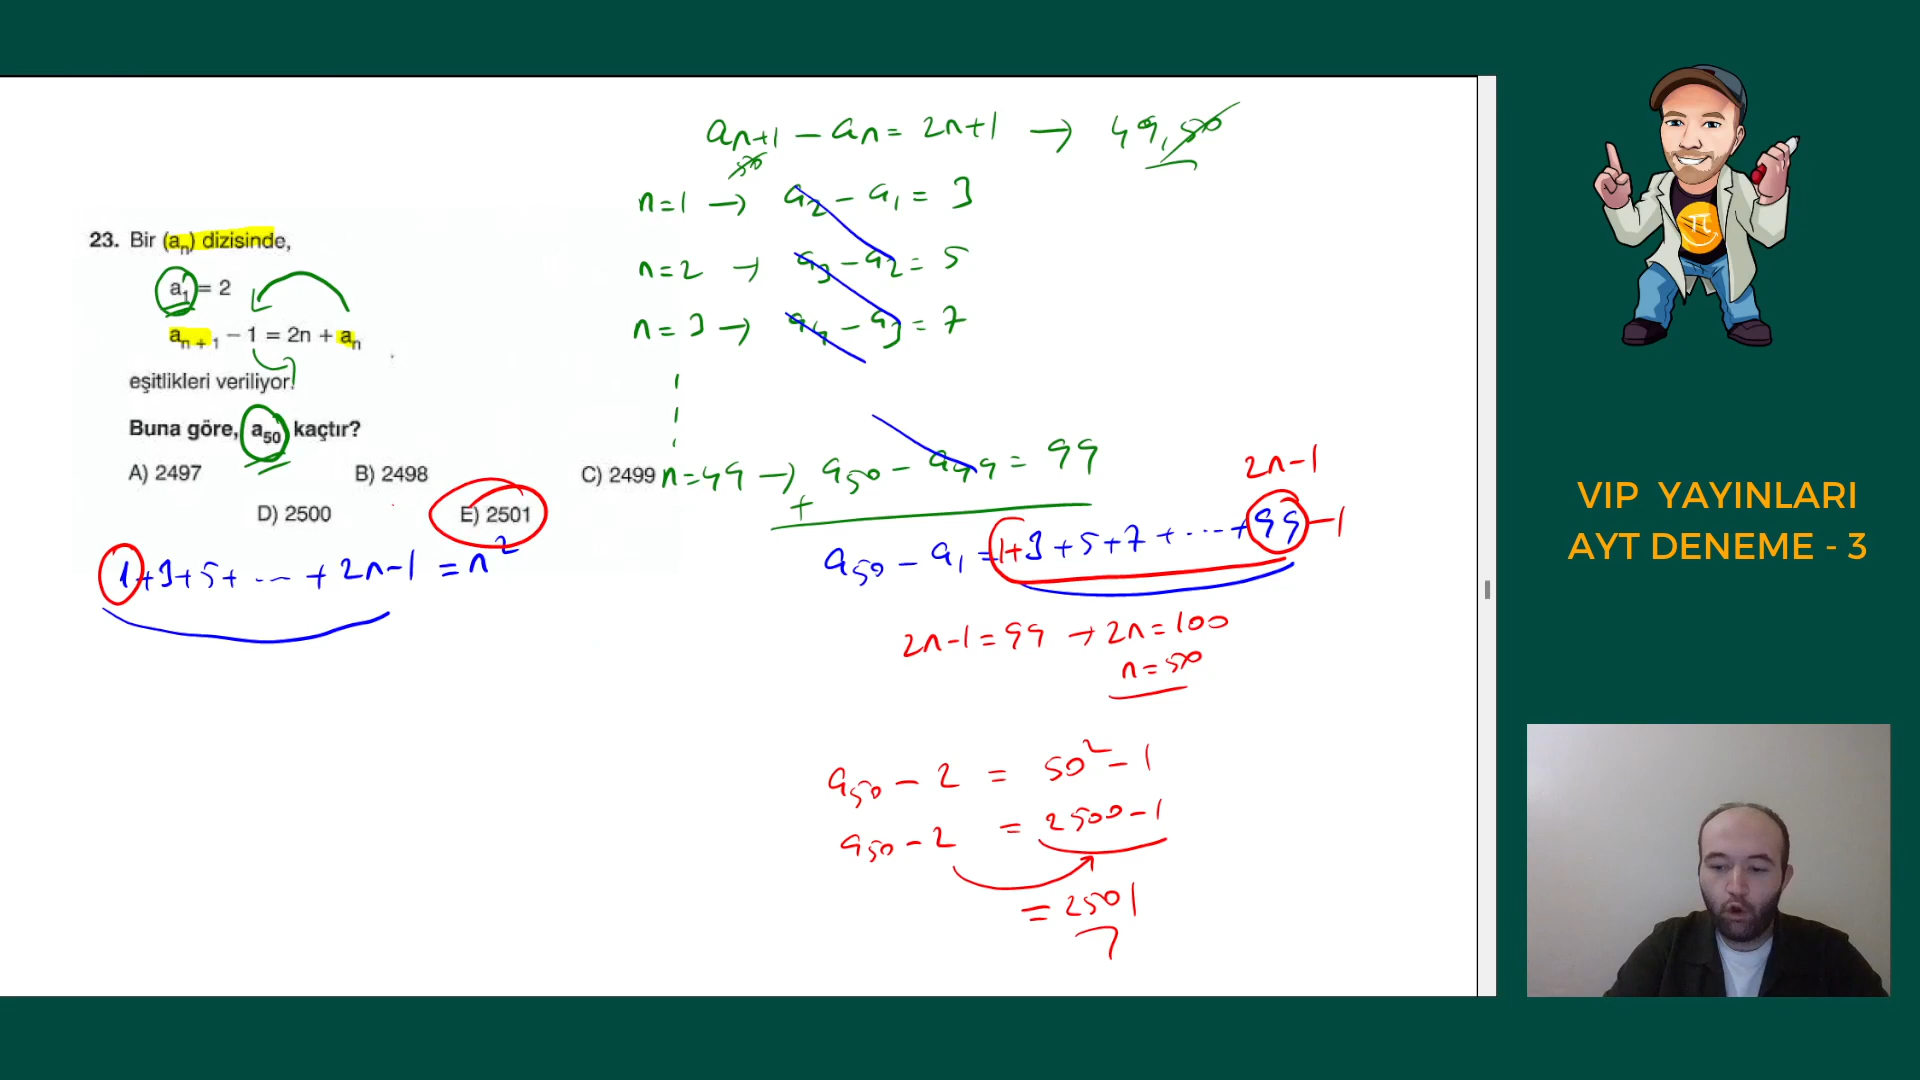 23. Bir (aₙ) dizisinde,
a₁ = 2
aₙ₊₁ − 1 = 2n + aₙ
eşitlikleri veriliyor.
Buna göre, a₅₀ kaçtır?
A) 2497 B) 2498 C) 2499
D) 2500 E) 2501
1+3+5+ ... + 2n-1 = n²
aₙ₊₁ − aₙ = 2n+1 → 49, 50
50
n=1 → a₂ − a₁ = 3
n=2 → a₃ − a₂ = 5
n=3 → a₄ − a₃ = 7
n=49 → a₅₀ − a₄₉ = 99
+
2n-1
a₅₀ − a₁ = 1+3+5+7+ ... +99 -1
2n-1=99 → 2n=100
n=50
a₅₀ − 2 = 50² − 1
a₅₀ − 2 = 2500 − 1
= 2501
π
VIP YAYINLARI
AYT DENEME - 3